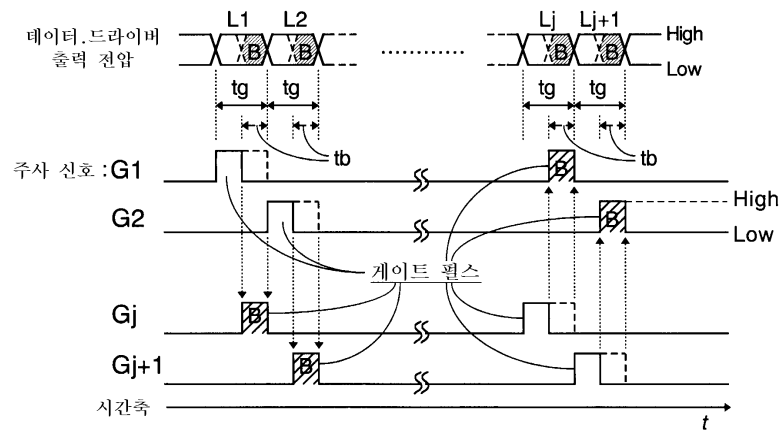 L1 L2 Lj Lj+1
데이터.드라이버 B B B B High
출력 전압 Low
tg tg tg tg
tb tb
주사 신호 : G1 B
G2 B High
Low
게이트 펄스
Gj B
Gj+1 B
시간축 t